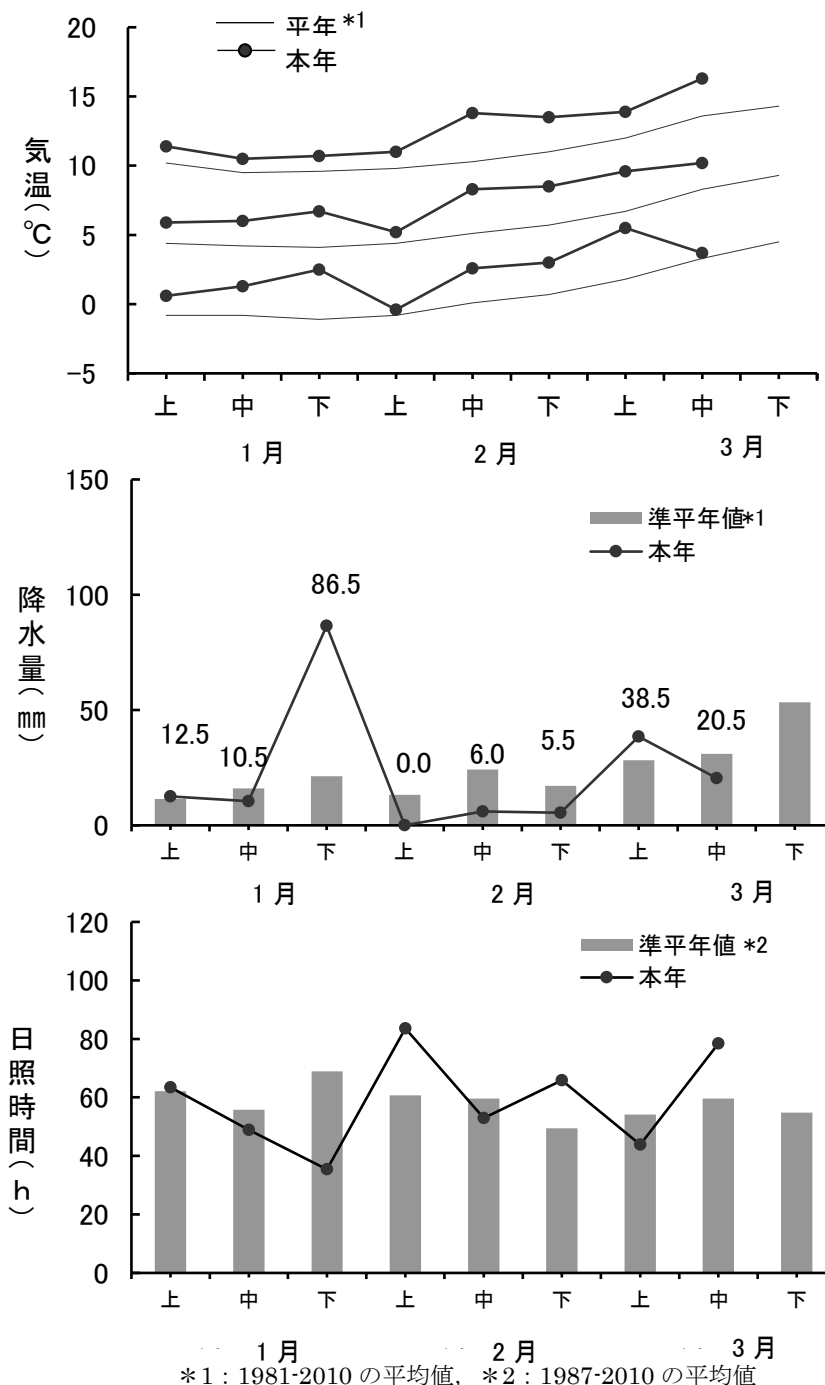 平年*1
本年
気温(℃)
20
15
10
5
0
-5
上 中 下 上 中 下 上 中 下
1月 2月 3月
準平年値*1
本年
降水量(㎜)
150
100
50
0
12.5 10.5 86.5 0.0 6.0 5.5 38.5 20.5
上 中 下 上 中 下 上 中 下
1月 2月 3月
準平年値 *2
本年
日照時間(h)
120
100
80
60
40
20
0
上 中 下 上 中 下 上 中 下
1月 2月 3月
*1:1981-2010 の平均値, *2:1987-2010 の平均値